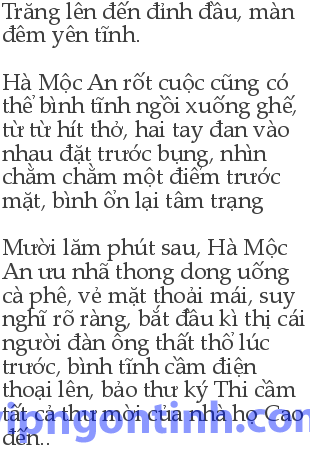 Trăng lên đến đỉnh đầu, màn
đêm yên tĩnh.
Hà Mộc An rốt cuộc cũng có
thể bình tĩnh ngồi xuống ghế,
từ từ hít thở, hai tay đan vào
nhau đặt trước bụng, nhìn
chằm chằm một điểm trước
mặt, bình ổn lại tâm trạng
Mười lăm phút sau, Hà Mộc
An ưu nhã thong dong uống
cà phê, vẻ mặt thoải mái, suy
nghĩ rõ ràng, bắt đầu kì thị cái
người đàn ông thất thố lúc
trước, bình tĩnh cầm điện
thoại lên, bảo thư ký Thi cầm
tất cả thư mời của nhà họ Cao
đến..
vipngontinh.com